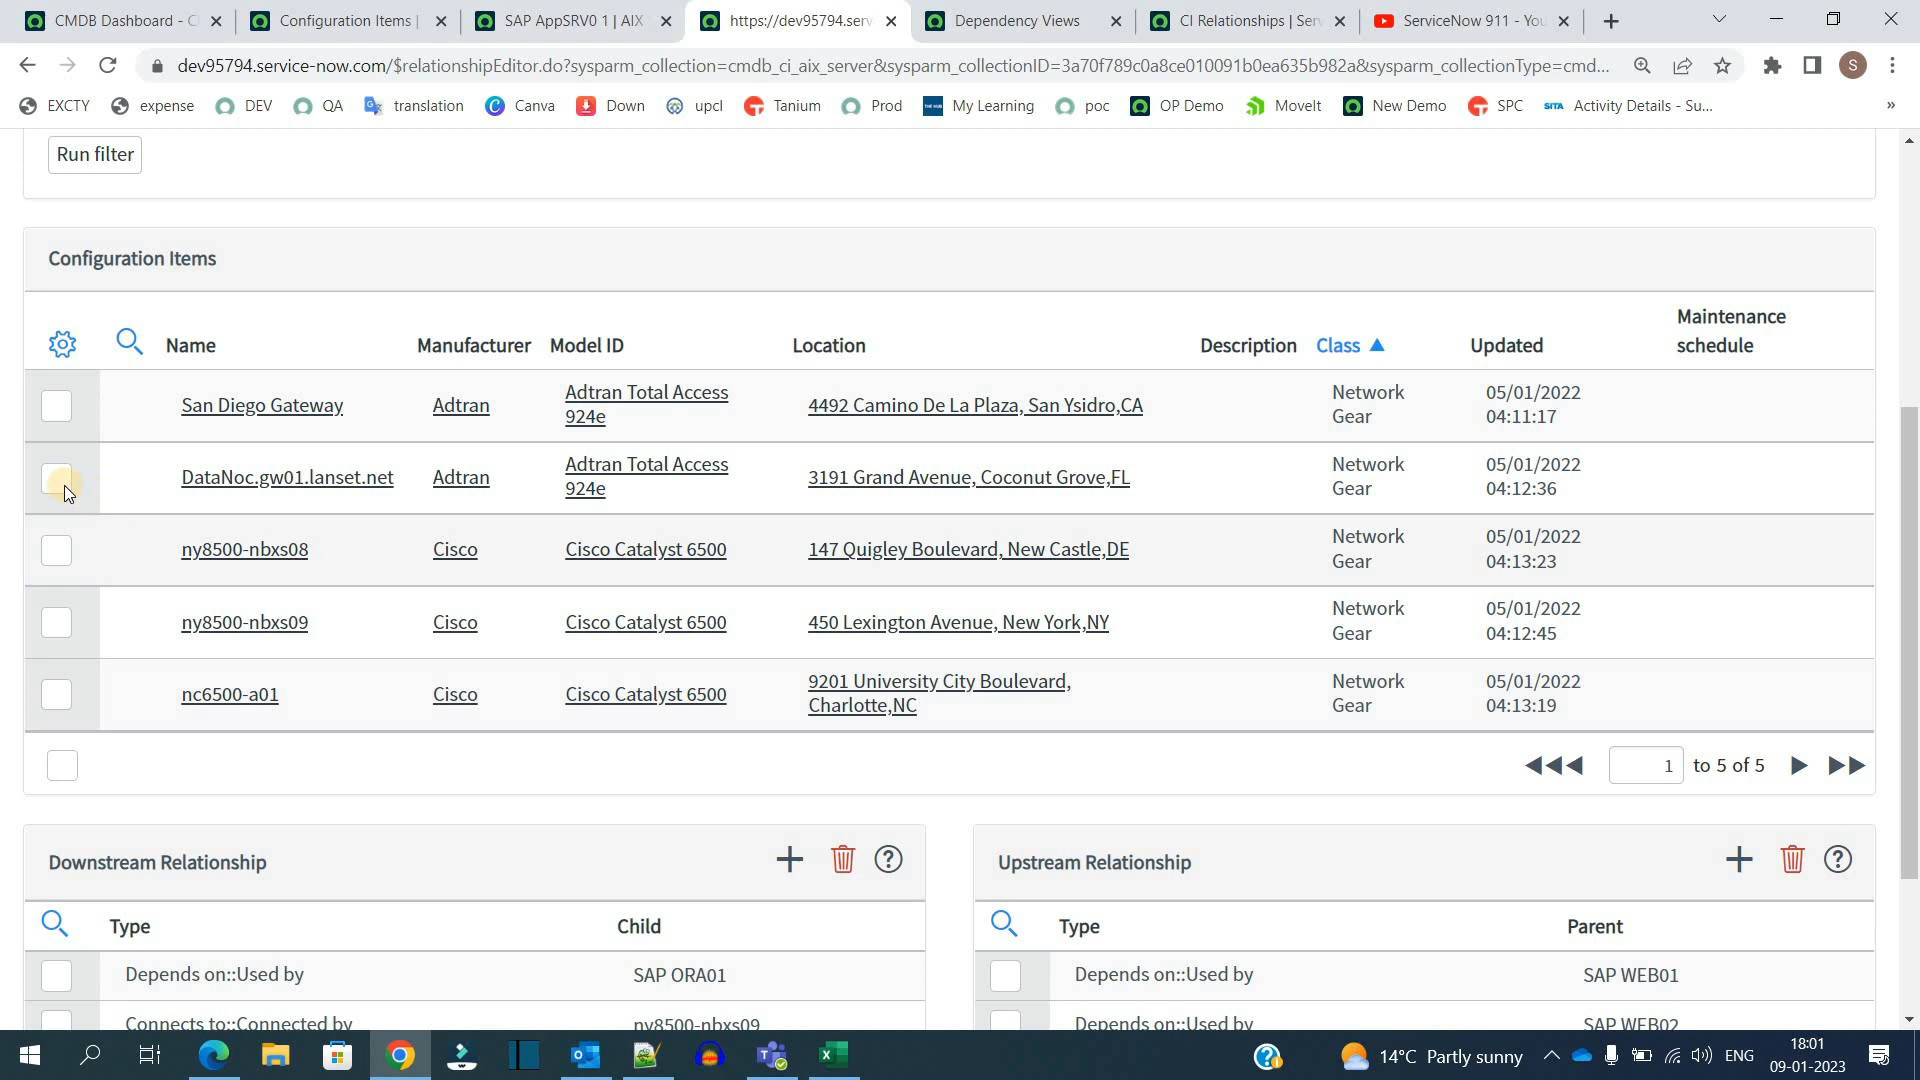 CMDB Dashboard - C
Configuration Items |
SAP AppSRV0 1 | AIX
https://dev95794.serv
Dependency Views
CI Relationships | Serv
ServiceNow 911 - You
dev95794.service-now.com/$relationshipEditor.do?sysparm_collection=cmdb_ci_aix_server&sysparm_collectionID=3a70f789c0a8ce010091b0ea635b982a&sysparm_collectionType=cmd...
S
EXCTY
expense
DEV
QA
translation
Canva
Down
upcl
Tanium
Prod
My Learning
poc
OP Demo
MoveIt
New Demo
SPC
SITA
Activity Details - Su...
Run filter
Configuration Items
Name Manufacturer Model ID Location Description Class Updated Maintenance schedule
San Diego Gateway Adtran Adtran Total Access 924e 4492 Camino De La Plaza, San Ysidro,CA Network Gear 05/01/2022 04:11:17
DataNoc.gw01.lanset.net Adtran Adtran Total Access 924e 3191 Grand Avenue, Coconut Grove,FL Network Gear 05/01/2022 04:12:36
ny8500-nbxs08 Cisco Cisco Catalyst 6500 147 Quigley Boulevard, New Castle,DE Network Gear 05/01/2022 04:13:23
ny8500-nbxs09 Cisco Cisco Catalyst 6500 450 Lexington Avenue, New York,NY Network Gear 05/01/2022 04:12:45
nc6500-a01 Cisco Cisco Catalyst 6500 9201 University City Boulevard, Charlotte,NC Network Gear 05/01/2022 04:13:19
1 to 5 of 5
Downstream Relationship
Type Child
Depends on::Used by SAP ORA01
Connects to::Connected by ny8500-nbxs09
Upstream Relationship
Type Parent
Depends on::Used by SAP WEB01
Depends on::Used by SAP WEB02
14°C Partly sunny
ENG
18:01
09-01-2023